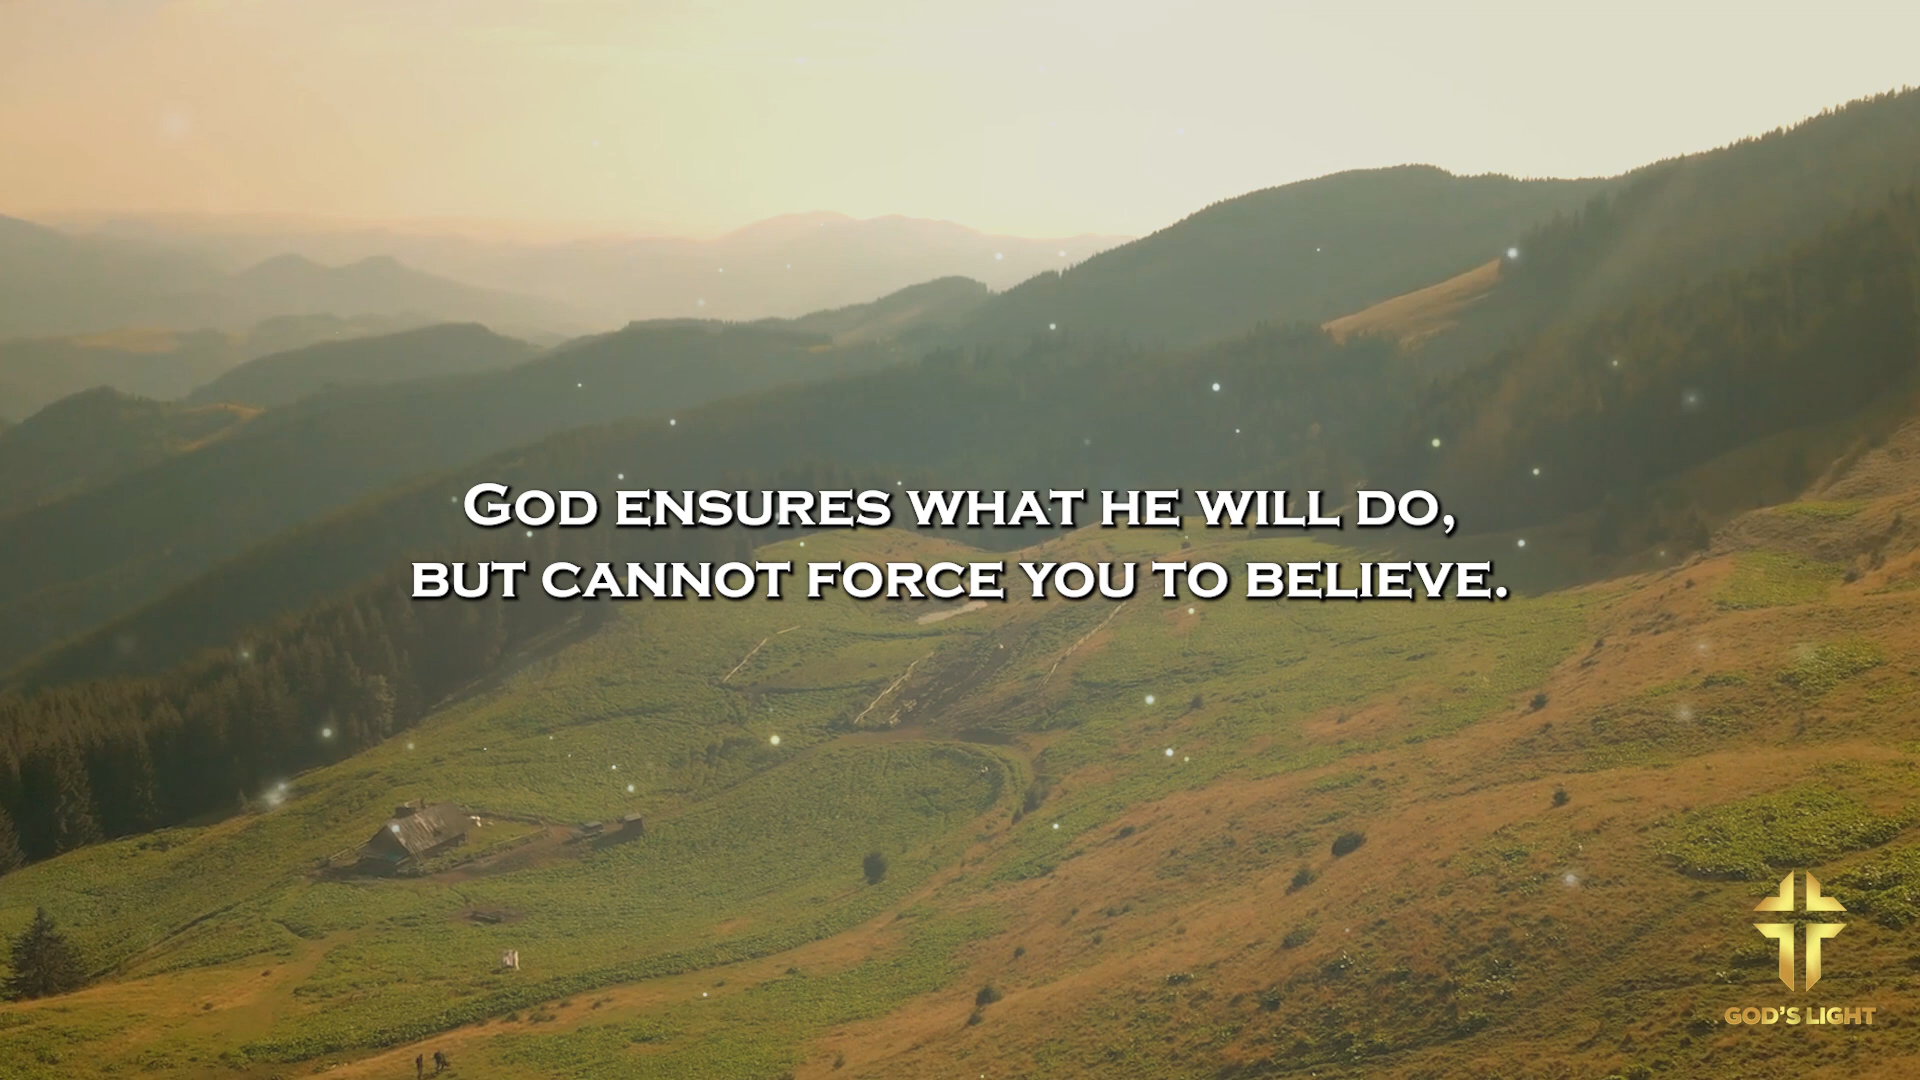 God ensures what he will do,
but cannot force you to believe.
GOD'S LIGHT